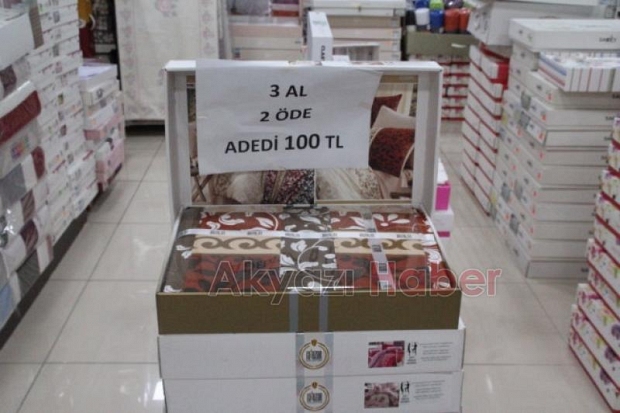 3 AL
2 ÖDE
ADEDİ 100 TL
Akyazı Haber